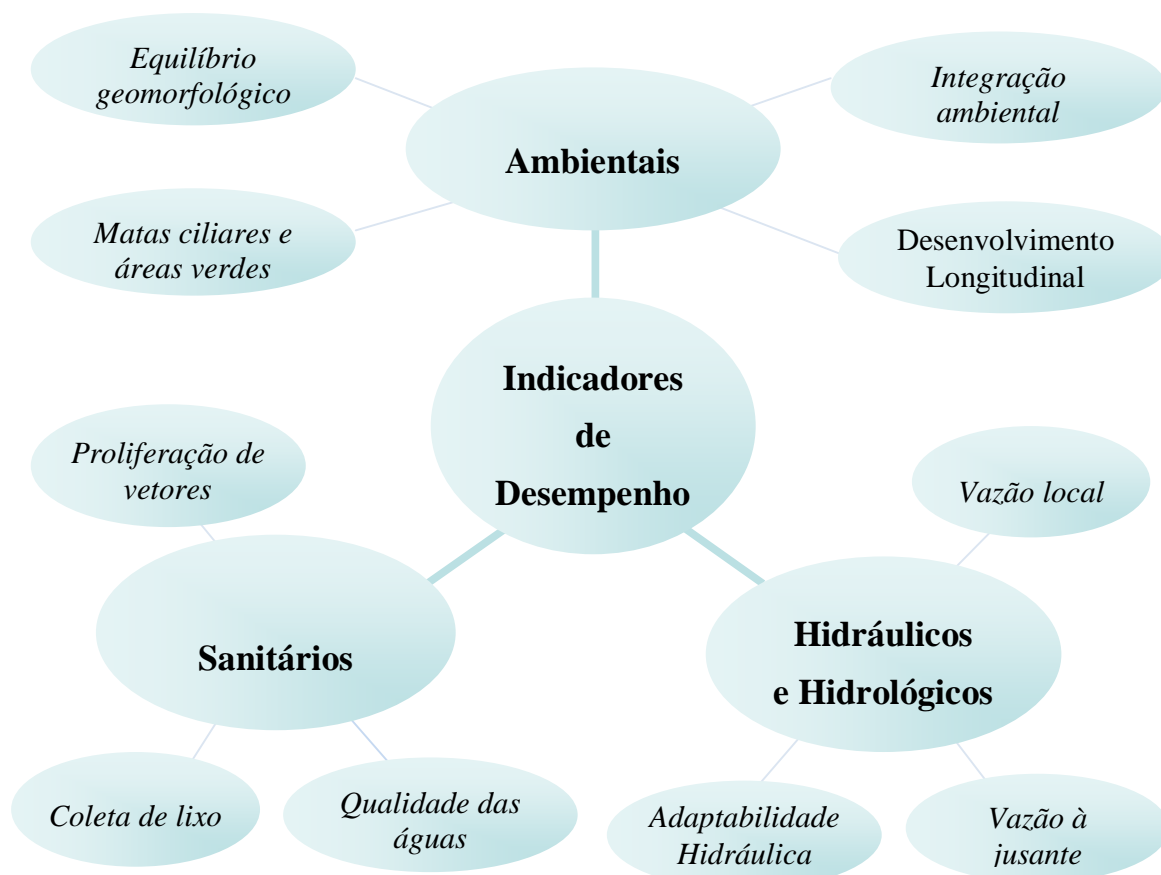 Equilíbrio
geomorfológico
Integração
ambiental
Ambientais
Matas ciliares e
áreas verdes
Desenvolvimento
Longitudinal
Indicadores
de
Desempenho
Proliferação de
vetores
Vazão local
Sanitários
Hidráulicos
e Hidrológicos
Coleta de lixo
Qualidade das
águas
Adaptabilidade
Hidráulica
Vazão à
jusante